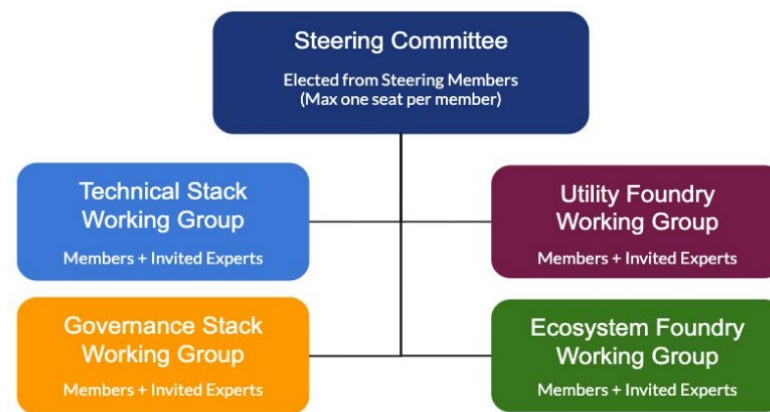 Steering Committee
Elected from Steering Members
(Max one seat per member)
Technical Stack
Working Group
Members + Invited Experts
Utility Foundry
Working Group
Members + Invited Experts
Governance Stack
Working Group
Members + Invited Experts
Ecosystem Foundry
Working Group
Members + Invited Experts